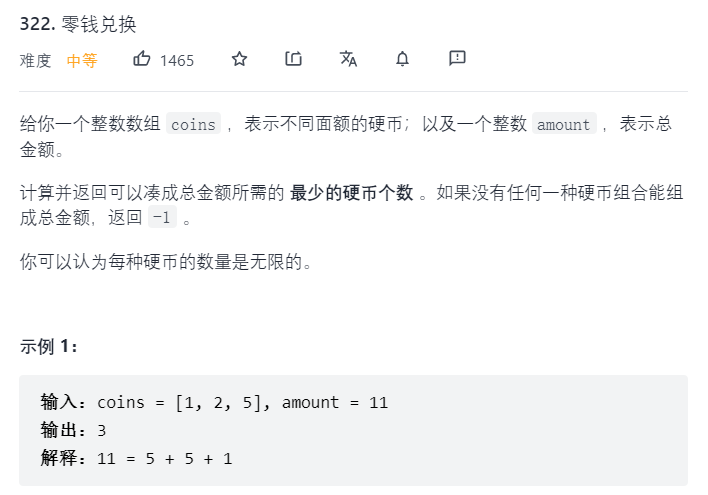 322. 零钱兑换
难度 中等 1465
给你一个整数数组 coins ，表示不同面额的硬币；以及一个整数 amount ，表示总
金额。
计算并返回可以凑成总金额所需的 最少的硬币个数 。如果没有任何一种硬币组合能组
成总金额，返回 -1 。
你可以认为每种硬币的数量是无限的。
示例 1：
输入：coins = [1, 2, 5], amount = 11
输出：3
解释：11 = 5 + 5 + 1